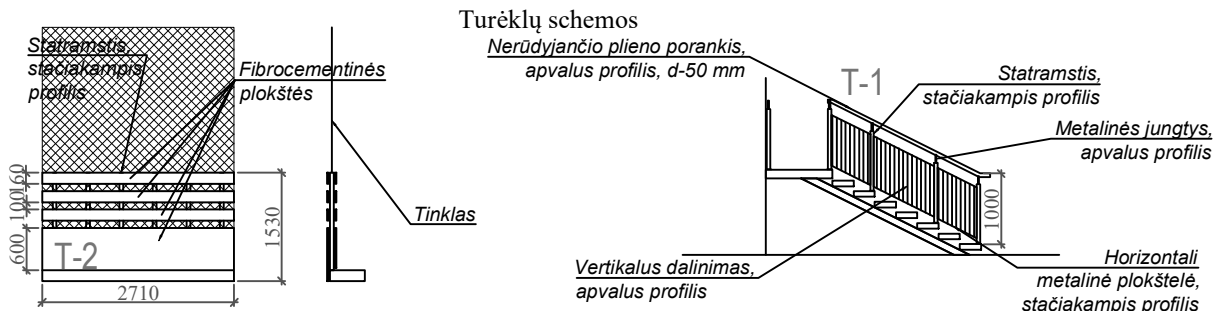 Turėklų schemos
Statramstis,
stačiakampis
profilis
Fibrocementinės
plokštės
Tinklas
T-2
160
100
600
1530
2710
Nerūdyjančio plieno porankis,
apvalus profilis, d-50 mm
T-1
Statramstis,
stačiakampis profilis
Metalinės jungtys,
apvalus profilis
1000
Vertikalus dalinimas,
apvalus profilis
Horizontali
metalinė plokštelė,
stačiakampis profilis